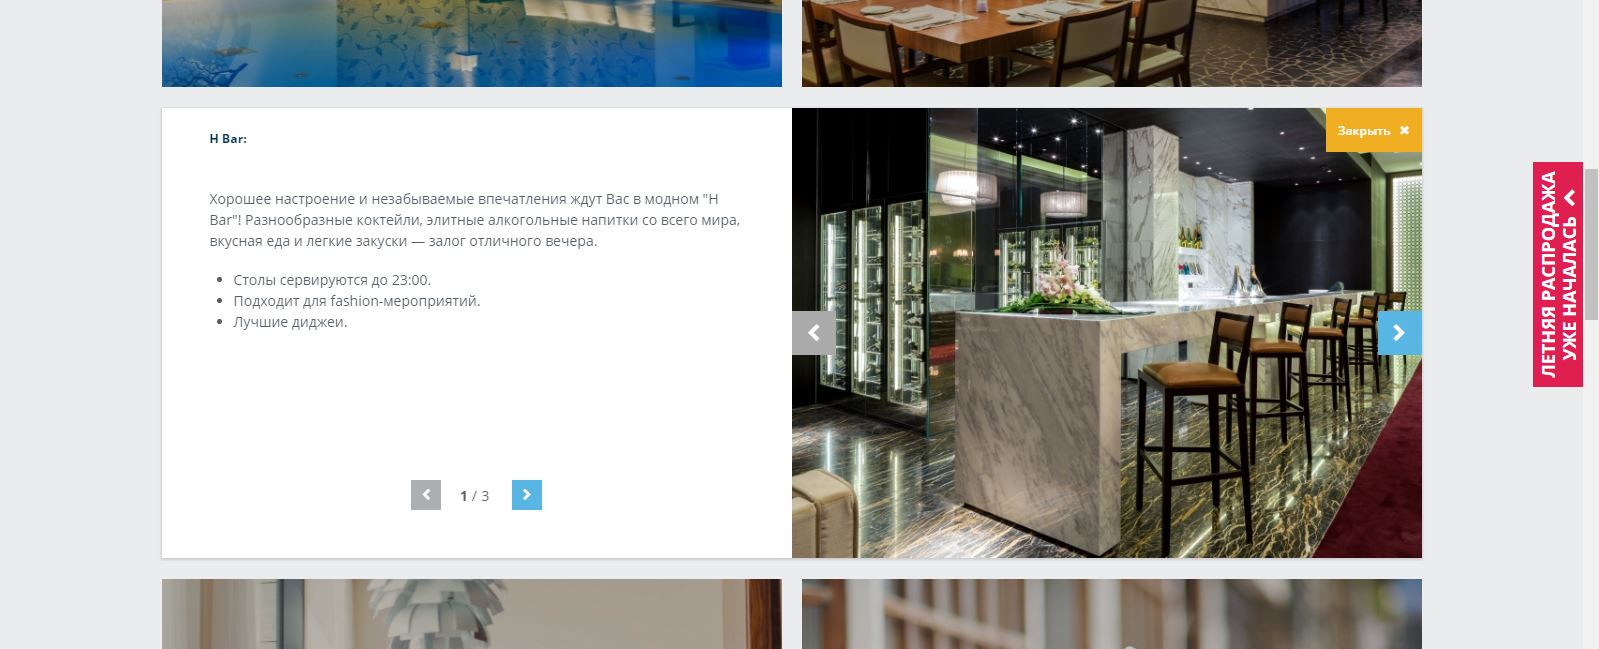 H Bar:
Закрыть ✖
Хорошее настроение и незабываемые впечатления ждут Вас в модном "H
Bar"! Разнообразные коктейли, элитные алкогольные напитки со всего мира,
вкусная еда и легкие закуски — залог отличного вечера.
• Столы сервируются до 23:00.
• Подходит для fashion-мероприятий.
• Лучшие диджеи.
1 / 3
ЛЕТНЯЯ РАСПРОДАЖА
УЖЕ НАЧАЛАСЬ